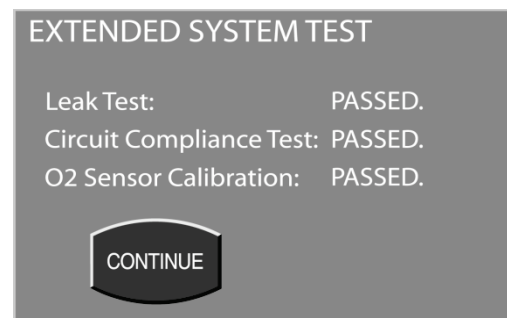 EXTENDED SYSTEM TEST
Leak Test: PASSED.
Circuit Compliance Test: PASSED.
O2 Sensor Calibration: PASSED.
CONTINUE